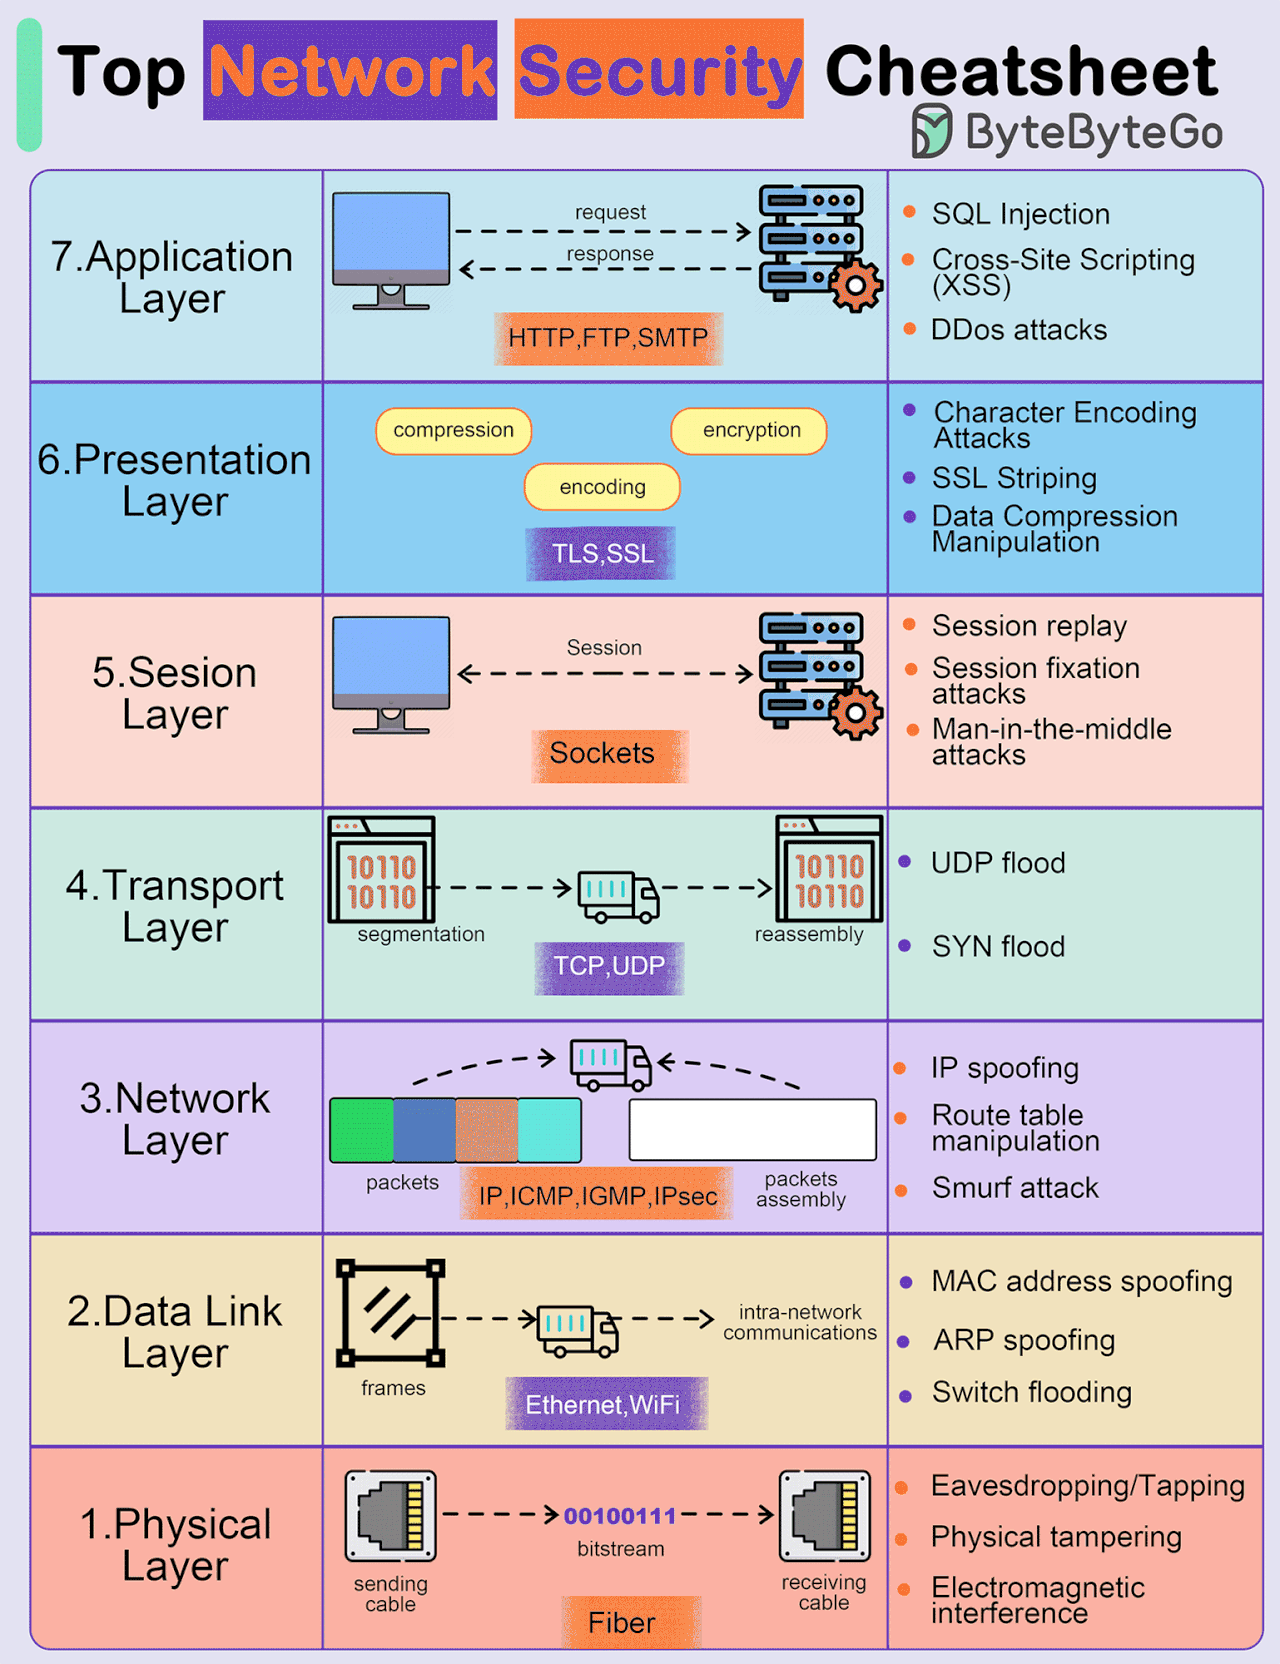 Top Network Security Cheatsheet
ByteByteGo
7.Application
Layer
request
response
HTTP,FTP,SMTP
SQL Injection
Cross-Site Scripting
(XSS)
DDos attacks
6.Presentation
Layer
compression
encryption
encoding
TLS,SSL
Character Encoding
Attacks
SSL Striping
Data Compression
Manipulation
5.Sesion
Layer
Session
Sockets
Session replay
Session fixation
attacks
Man-in-the-middle
attacks
4.Transport
Layer
10110
10110
segmentation
10110
10110
reassembly
TCP,UDP
UDP flood
SYN flood
3.Network
Layer
packets
packets
assembly
IP,ICMP,IGMP,IPsec
IP spoofing
Route table
manipulation
Smurf attack
2.Data Link
Layer
frames
intra-network
communications
Ethernet,WiFi
MAC address spoofing
ARP spoofing
Switch flooding
1.Physical
Layer
sending
cable
00100111
bitstream
receiving
cable
Fiber
Eavesdropping/Tapping
Physical tampering
Electromagnetic
interference